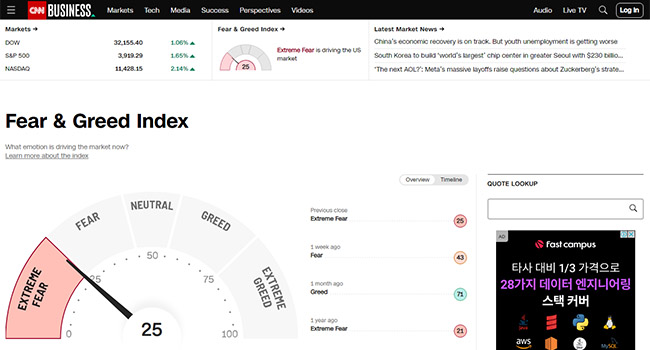 CNN BUSINESS Markets Tech Media Success Perspectives Videos Audio Live TV Log In
Markets →
DOW 32,155.40 1.06% ▲
S&P 500 3,919.29 1.65% ▲
NASDAQ 11,428.15 2.14% ▲
Fear & Greed Index →
Extreme Fear is driving the US
market
25
Latest Market News →
China's economic recovery is on track. But youth unemployment is getting worse
South Korea to build 'world's largest' chip center in greater Seoul with $230 billio...
'The next AOL?': Meta's massive layoffs raise questions about Zuckerberg's strate...
Fear & Greed Index
What emotion is driving the market now?
Learn more about the index
Overview Timeline
EXTREME
FEAR
FEAR
NEUTRAL
GREED
EXTREME
GREED
0
25
50
75
100
25
Previous close
Extreme Fear 25
1 week ago
Fear 43
1 month ago
Greed 71
1 year ago
Extreme Fear 21
QUOTE LOOKUP
AD
fast campus
타사 대비 1/3 가격으로
28가지 데이터 엔지니어링
스택 커버
Java
python
aws
MySQL